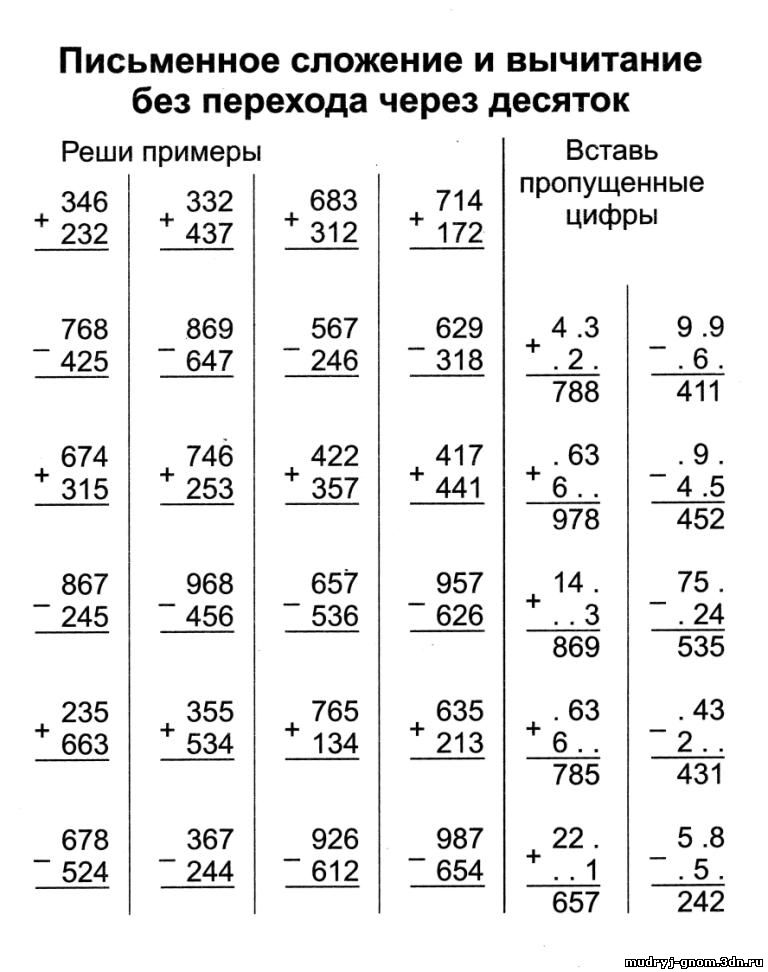 Письменное сложение и вычитание
без перехода через десяток
Реши примеры
Вставь
пропущенные
цифры
346 332 683 714
+ + + +
232 437 312 172
768 869 567 629 4 .3 9 .9
− − − − + −
425 647 246 318 . 2 . . 6 .
788 411
674 746 422 417 . 63 . 9 .
+ + + + + −
315 253 357 441 6 . . 4 .5
978 452
867 968 657 957 14 . 75 .
− − − − + −
245 456 536 626 . . 3 . 24
869 535
235 355 765 635 . 63 . 43
+ + + + + −
663 534 134 213 6 . . 2 . .
785 431
678 367 926 987 22 . 5 .8
− − − − + −
524 244 612 654 . . 1 . 5 .
657 242
mudryj-gnom.3dn.ru